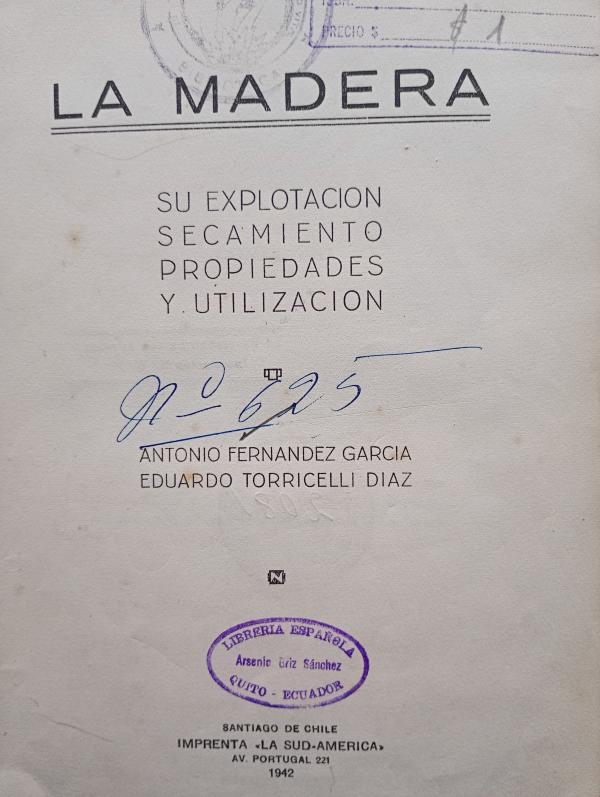 PRECIO $ 1
LA MADERA
SU EXPLOTACION
SECAMIENTO
PROPIEDADES
Y UTILIZACION
Nº 625
ANTONIO FERNANDEZ GARCIA
EDUARDO TORRICELLI DIAZ
LIBRERIA ESPAÑOLA
Arsenio Griz Sánchez
QUITO - ECUADOR
SANTIAGO DE CHILE
IMPRENTA «LA SUD-AMERICA»
AV. PORTUGAL 221
1942